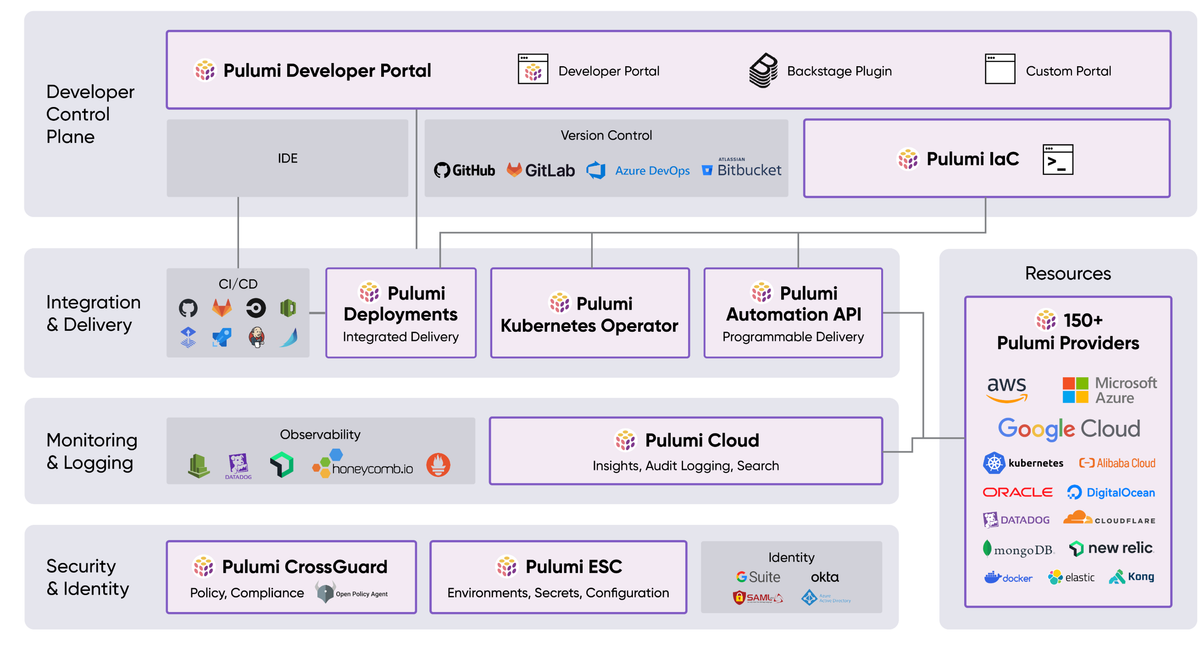 Developer
Control
Plane
Pulumi Developer Portal
Developer Portal
Backstage Plugin
Custom Portal
IDE
Version Control
GitHub
GitLab
Azure DevOps
ATLASSIAN
Bitbucket
Pulumi IaC
>_
Integration
& Delivery
CI/CD
Pulumi
Deployments
Integrated Delivery
Pulumi
Kubernetes Operator
Pulumi
Automation API
Programmable Delivery
Resources
150+
Pulumi Providers
aws
Microsoft
Azure
Google Cloud
kubernetes
Alibaba Cloud
ORACLE
DigitalOcean
DATADOG
CLOUDFLARE
mongoDB
new relic
docker
elastic
Kong
Monitoring
& Logging
Observability
DATADOG
honeycomb.io
Pulumi Cloud
Insights, Audit Logging, Search
Security
& Identity
Pulumi CrossGuard
Policy, Compliance
Open Policy Agent
Pulumi ESC
Environments, Secrets, Configuration
Identity
G Suite
okta
SAML
Azure
Active Directory